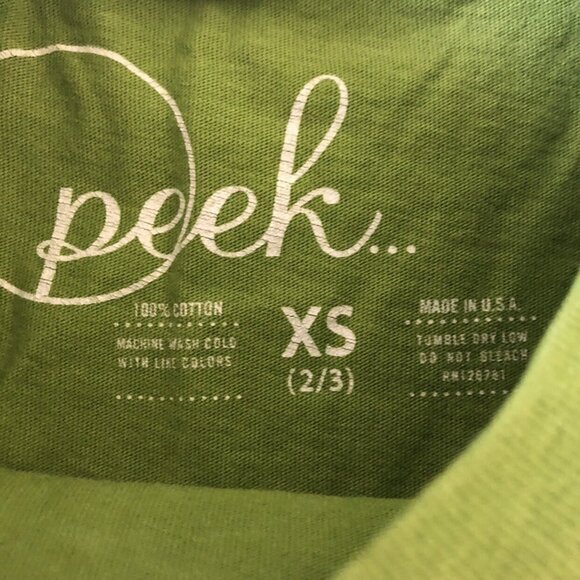 peek...
100% COTTON
MACHINE WASH COLD
WITH LIKE COLORS
XS
(2/3)
MADE IN U.S.A.
TUMBLE DRY LOW
DO NOT BLEACH
RN128761